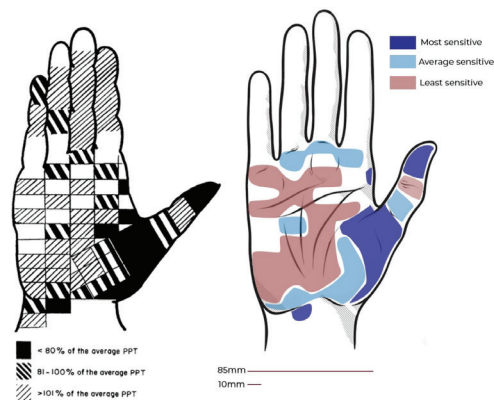 Most sensitive
Average sensitive
Least sensitive
< 80% of the average PPT
81-100% of the average PPT
>101% of the average PPT
85mm
10mm